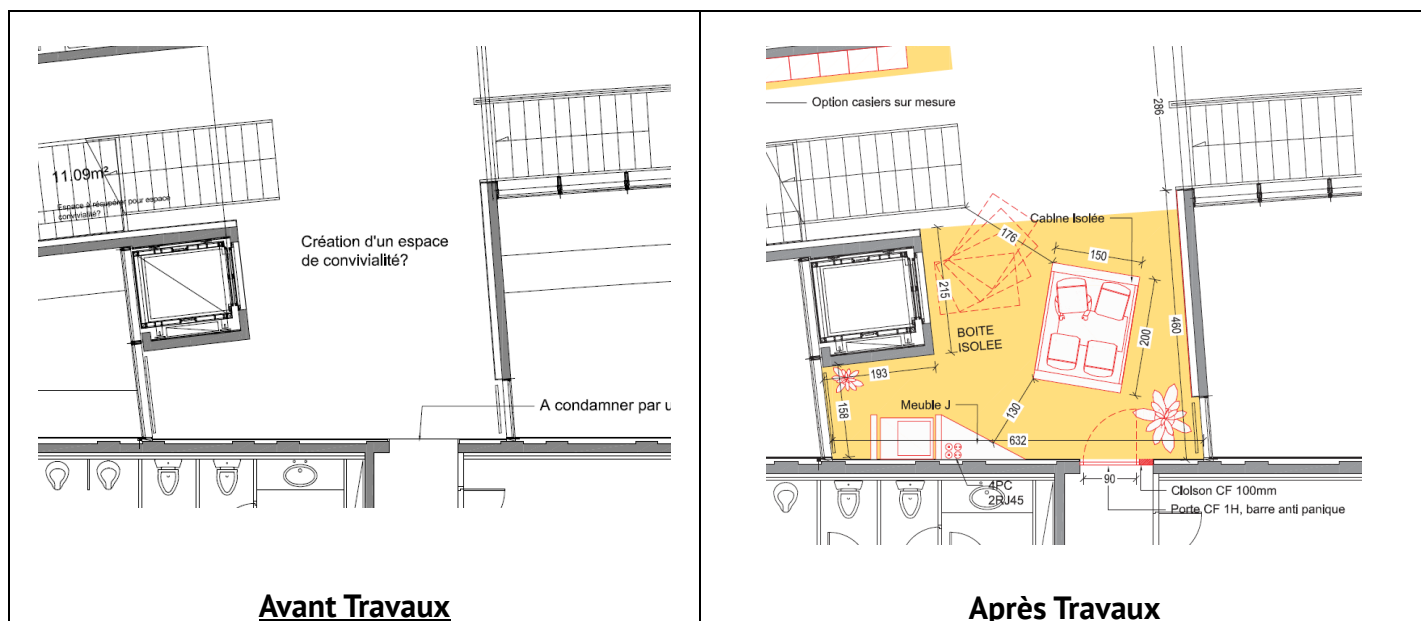 11.09m²
Espace à récupérer pour espace
convivialité?
Création d'un espace
de convivialité?
A condamner par u
Avant Travaux
Option casiers sur mesure
286
Cabine Isolée
176
150
215
BOITE
ISOLEE
200
460
193
158
Meuble J
130
632
4PC
2RJ45
90
Cloison CF 100mm
Porte CF 1H, barre anti panique
Après Travaux